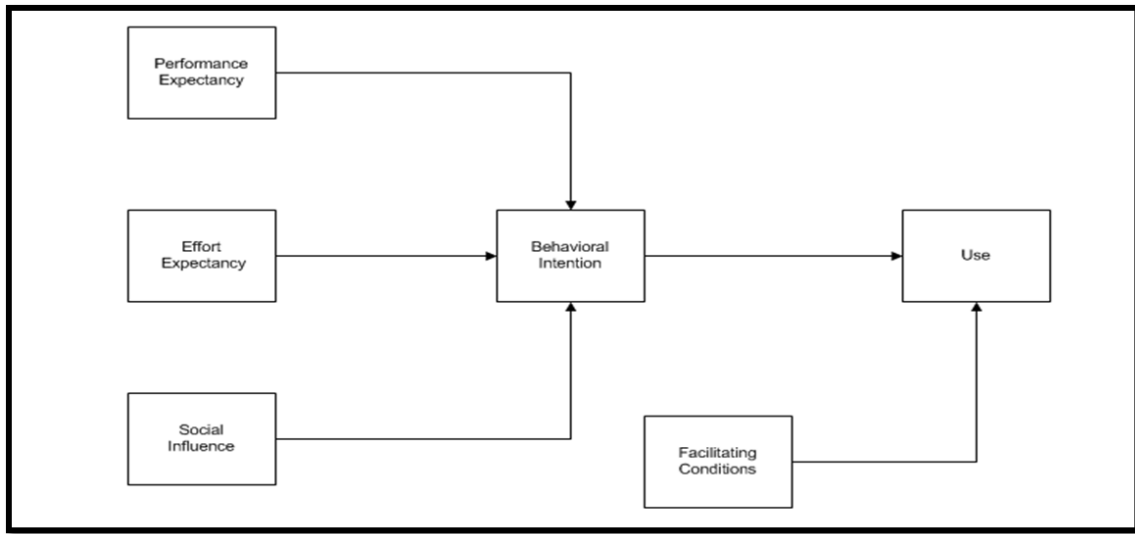 Performance
Expectancy
Effort
Expectancy
Behavioral
Intention
Use
Social
Influence
Facilitating
Conditions